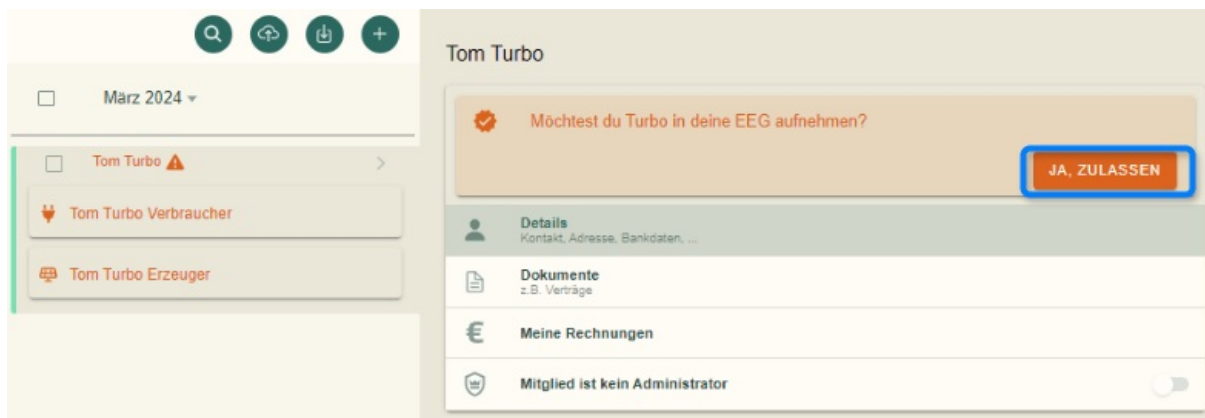 März 2024
Tom Turbo
Tom Turbo Verbraucher
Tom Turbo Erzeuger
Tom Turbo
Möchtest du Turbo in deine EEG aufnehmen?
JA, ZULASSEN
Details
Kontakt, Adresse, Bankdaten, ...
Dokumente
z.B. Verträge
€ Meine Rechnungen
Mitglied ist kein Administrator